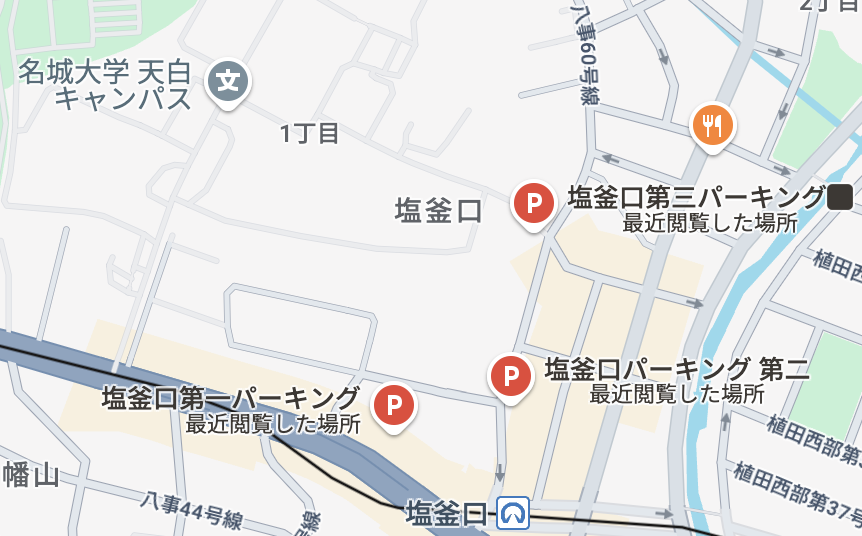 2丁目
八事60号線
名城大学 天白
キャンパス
1丁目
塩釜口
塩釜口第三パーキング
最近閲覧した場所
植田西
塩釜口パーキング 第二
最近閲覧した場所
塩釜口第一パーキング
最近閲覧した場所
植田西部第
幡山
植田西部第37号
八事44号線
号線
塩釜口